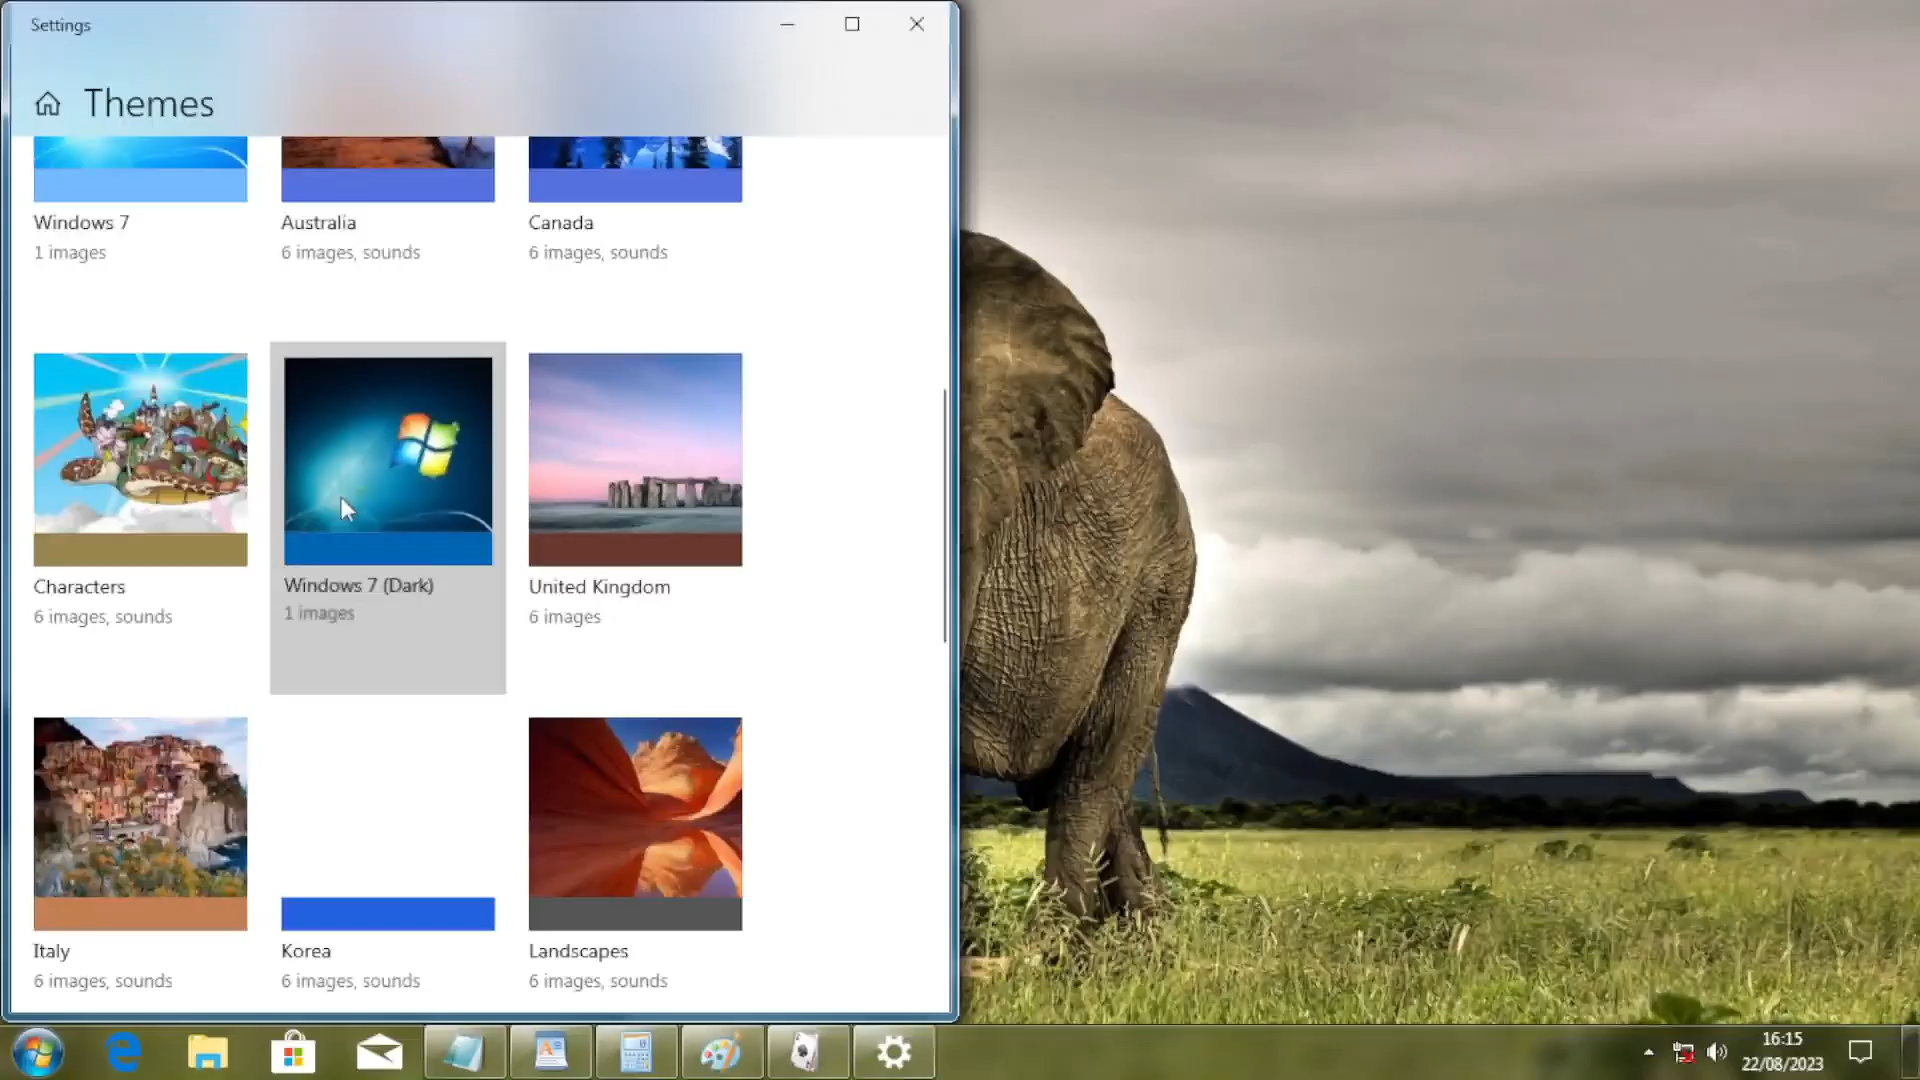 Settings
Themes
Windows 7
1 images
Australia
6 images, sounds
Canada
6 images, sounds
Characters
6 images, sounds
Windows 7 (Dark)
1 images
United Kingdom
6 images
Italy
6 images, sounds
Korea
6 images, sounds
Landscapes
6 images, sounds
16:15
22/08/2023